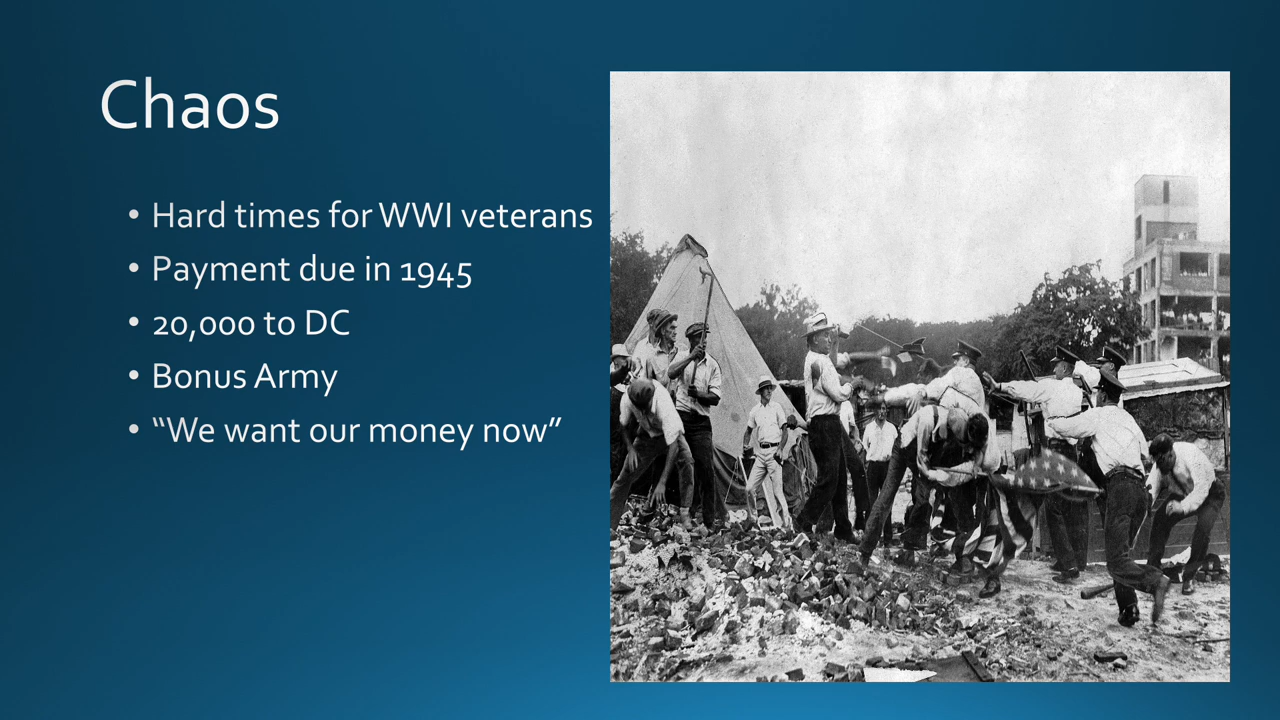 Chaos
• Hard times for WWI veterans
• Payment due in 1945
• 20,000 to DC
• Bonus Army
• “We want our money now”